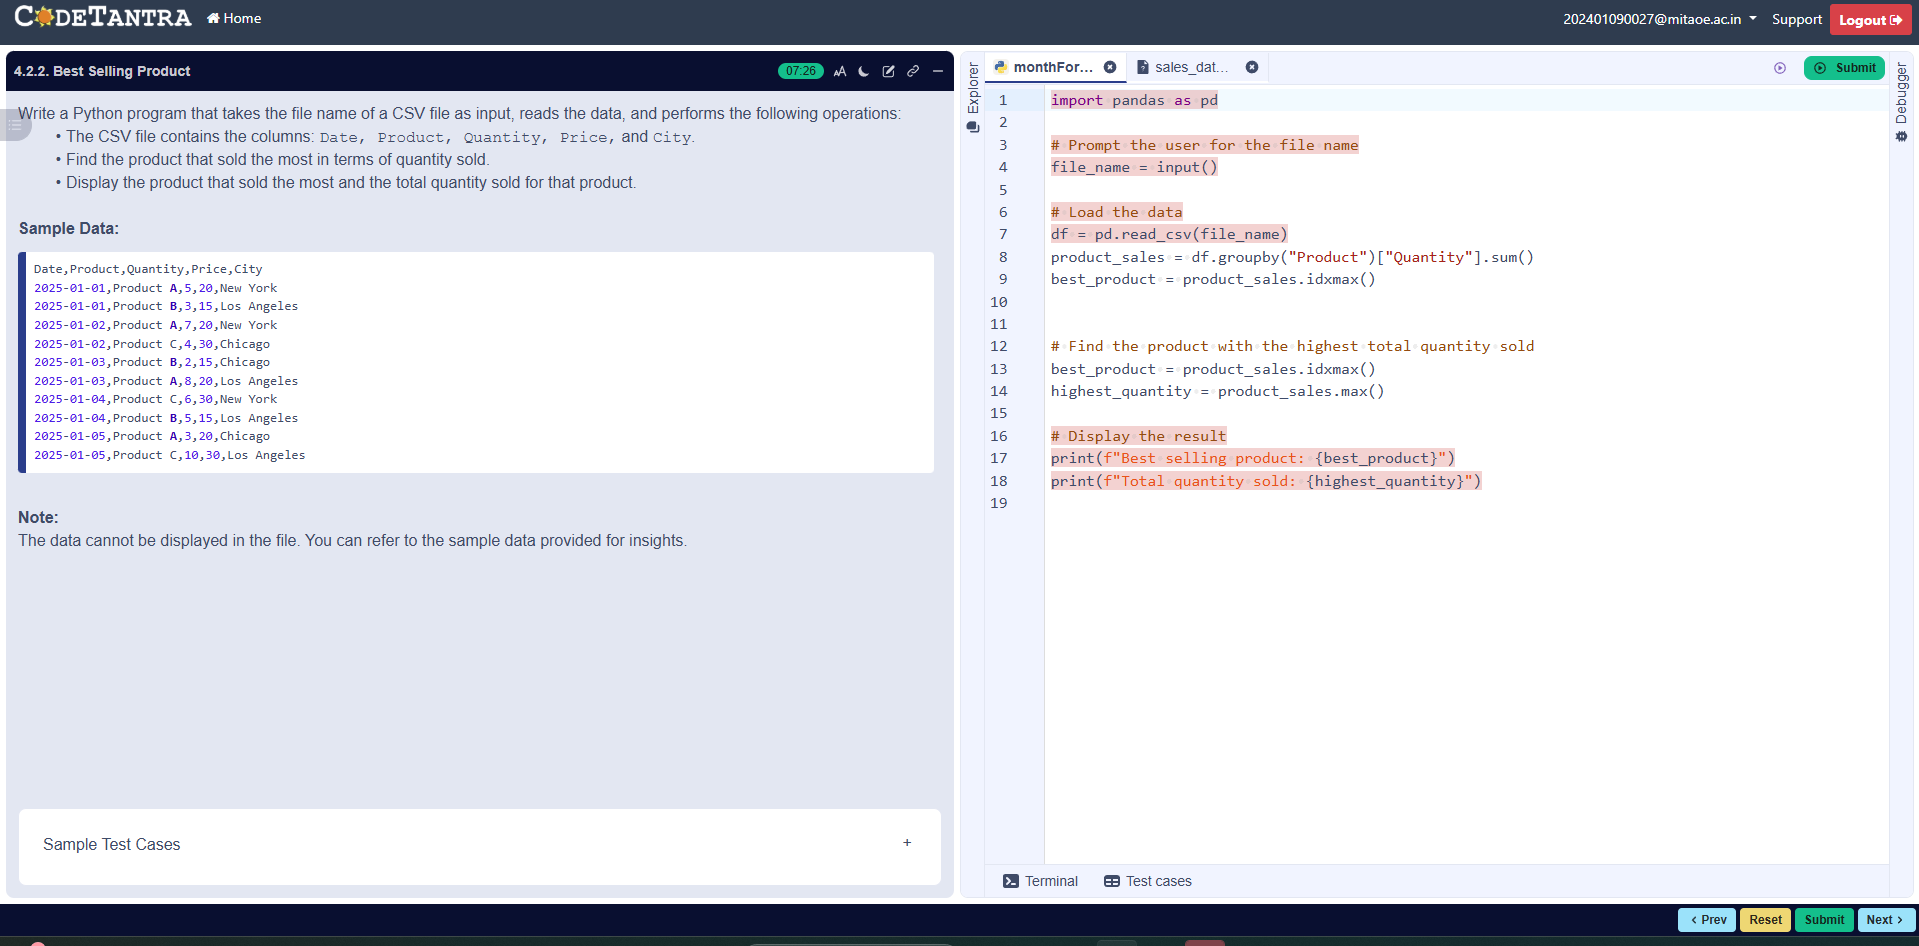 CODETANTRA
Home
202401090027@mitaoe.ac.in
Support
Logout
4.2.2. Best Selling Product
07:26
Write a Python program that takes the file name of a CSV file as input, reads the data, and performs the following operations:
• The CSV file contains the columns: Date, Product, Quantity, Price, and City.
• Find the product that sold the most in terms of quantity sold.
• Display the product that sold the most and the total quantity sold for that product.
Sample Data:
Date,Product,Quantity,Price,City
2025-01-01,Product A,5,20,New York
2025-01-01,Product B,3,15,Los Angeles
2025-01-02,Product A,7,20,New York
2025-01-02,Product C,4,30,Chicago
2025-01-03,Product B,2,15,Chicago
2025-01-03,Product A,8,20,Los Angeles
2025-01-04,Product C,6,30,New York
2025-01-04,Product B,5,15,Los Angeles
2025-01-05,Product A,3,20,Chicago
2025-01-05,Product C,10,30,Los Angeles
Note:
The data cannot be displayed in the file. You can refer to the sample data provided for insights.
Sample Test Cases
+
Explorer
monthFor...
sales_dat...
Submit
Debugger
1 import pandas as pd
2
3 # Prompt the user for the file name
4 file_name = input()
5
6 # Load the data
7 df = pd.read_csv(file_name)
8 product_sales = df.groupby("Product")["Quantity"].sum()
9 best_product = product_sales.idxmax()
10
11
12 # Find the product with the highest total quantity sold
13 best_product = product_sales.idxmax()
14 highest_quantity = product_sales.max()
15
16 # Display the result
17 print(f"Best selling product: {best_product}")
18 print(f"Total quantity sold: {highest_quantity}")
19
Terminal
Test cases
< Prev
Reset
Submit
Next >